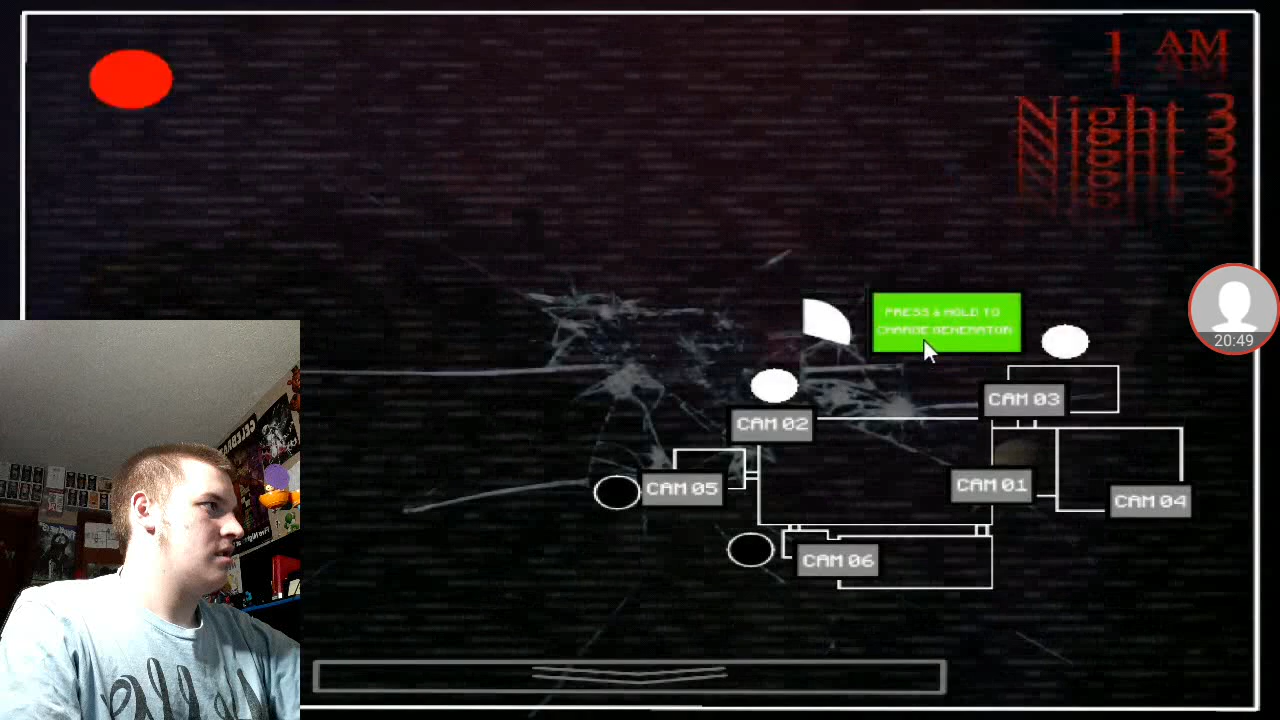 1 AM
Night 3
PRESS & HOLD TO
CHARGE GENERATOR
20:49
CAM 03
CAM 02
CAM 05
CAM 01
CAM 04
CAM 06